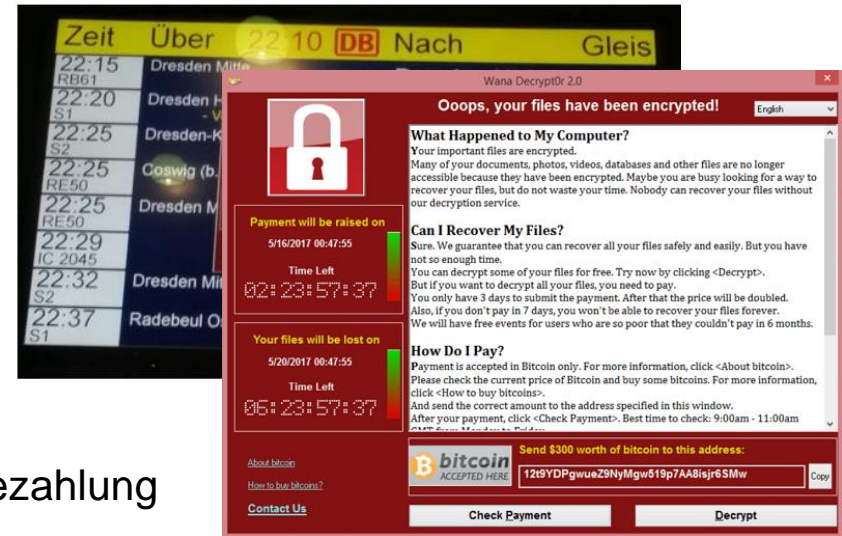 Zeit Über 22:10 DB Nach Gleis
22:15 Dresden Mitte
RB61
22:20 Dresden
S1
22:25
S2
22:25 Coswig (b.
RE50
22:25 Dresden
RE50
22:29
IC 2045
22:32 Dresden
S2
22:37 Radebeul
S1
Wana Decrypt0r 2.0
Ooops, your files have been encrypted!
English
What Happened to My Computer?
Your important files are encrypted.
Many of your documents, photos, videos, databases and other files are no longer
accessible because they have been encrypted. Maybe you are busy looking for a way to
recover your files, but do not waste your time. Nobody can recover your files without
our decryption service.
Can I Recover My Files?
Sure. We guarantee that you can recover all your files safely and easily. But you have
not so enough time.
You can decrypt some of your files for free. Try now by clicking <Decrypt>.
But if you want to decrypt all your files, you need to pay.
You only have 3 days to submit the payment. After that the price will be doubled.
Also, if you don't pay in 7 days, you won't be able to recover your files forever.
We will have free events for users who are so poor that they couldn't pay in 6 months.
How Do I Pay?
Payment is accepted in Bitcoin only. For more information, click <About bitcoin>.
Please check the current price of Bitcoin and buy some bitcoins. For more information,
click <How to buy bitcoins>.
And send the correct amount to the address specified in this window.
After your payment, click <Check Payment>. Best time to check: 9:00am - 11:00am
GMT from Monday to Friday.
Payment will be raised on
5/16/2017 00:47:55
Time Left
02:23:57:37
Your files will be lost on
5/20/2017 00:47:55
Time Left
06:23:57:37
About bitcoin
How to buy bitcoins?
Contact Us
bitcoin
ACCEPTED HERE
Send $300 worth of bitcoin to this address:
12t9YDPgwueZ9NyMgw519p7AA8isjr6SMw
Copy
Check Payment
Decrypt
ezahlung